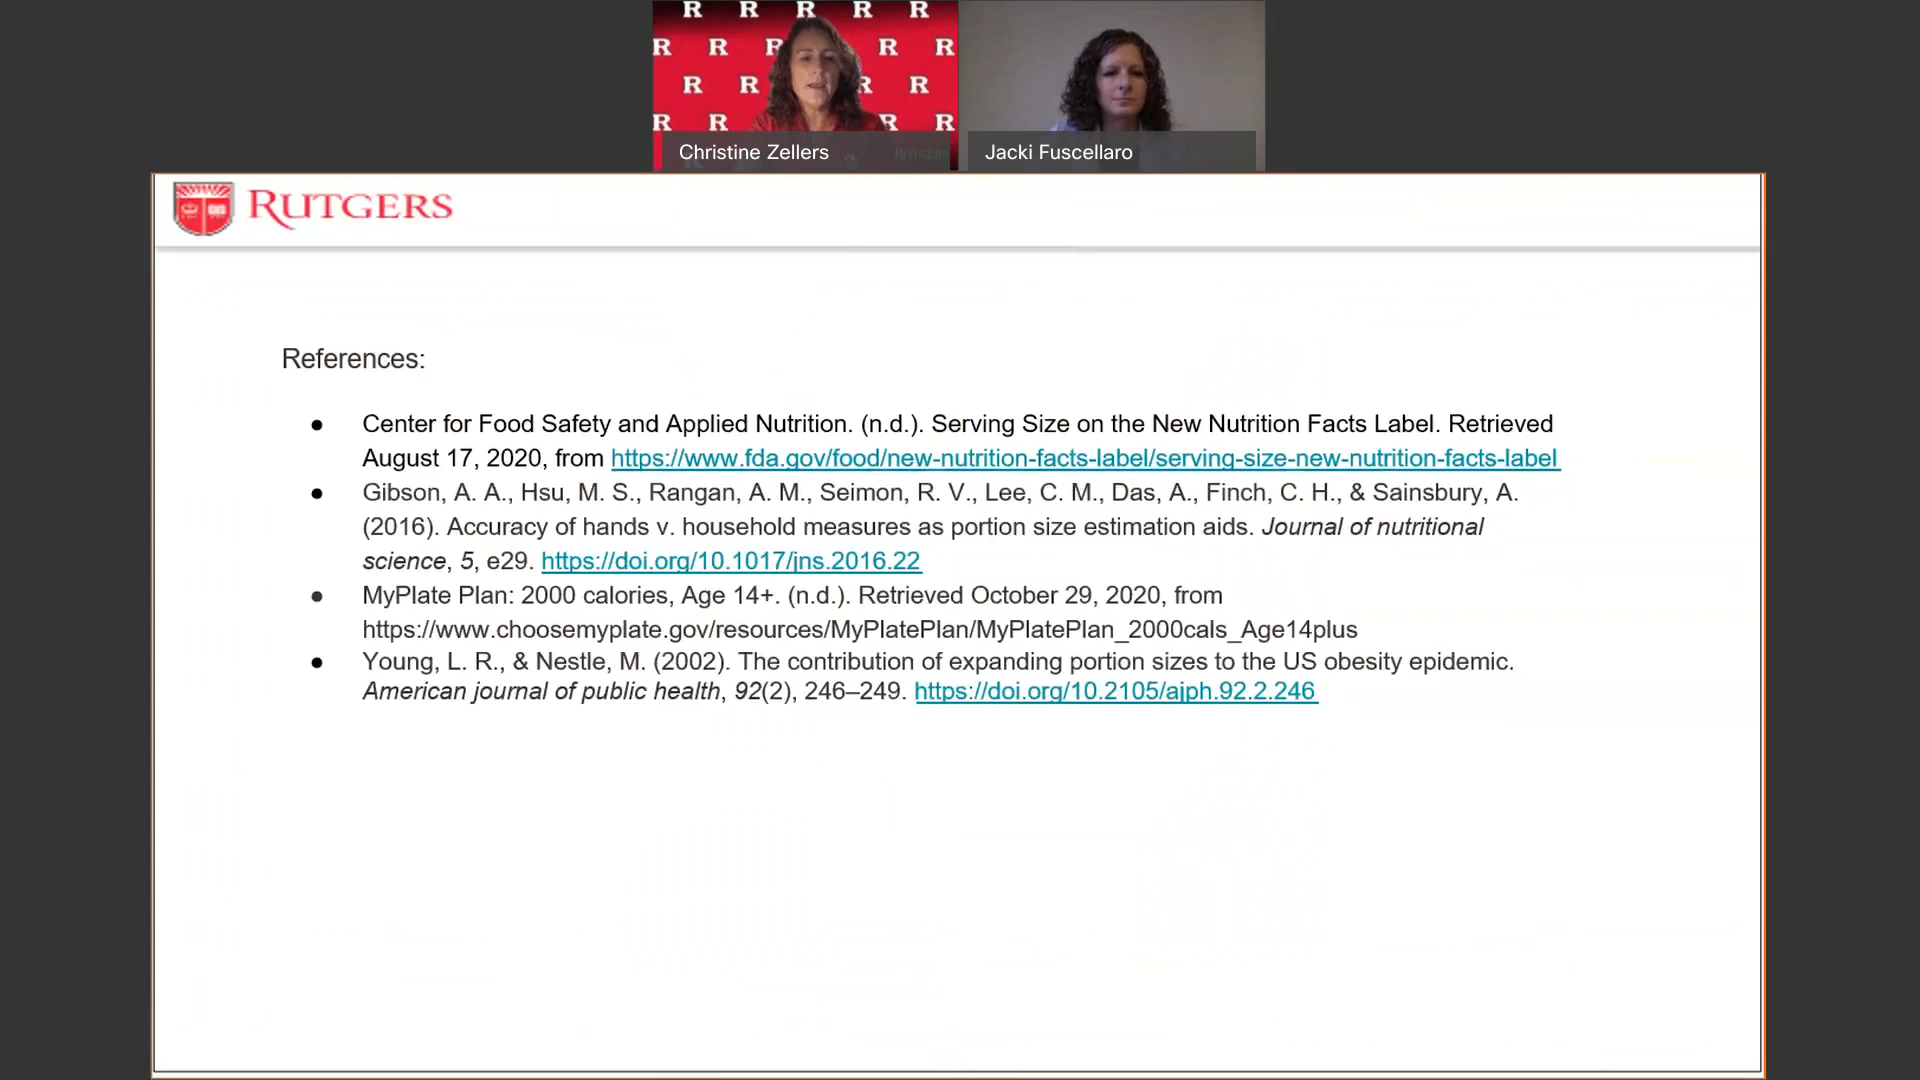 Christine Zellers
Jacki Fuscellaro
RUTGERS
References:
● Center for Food Safety and Applied Nutrition. (n.d.). Serving Size on the New Nutrition Facts Label. Retrieved
August 17, 2020, from https://www.fda.gov/food/new-nutrition-facts-label/serving-size-new-nutrition-facts-label
● Gibson, A. A., Hsu, M. S., Rangan, A. M., Seimon, R. V., Lee, C. M., Das, A., Finch, C. H., & Sainsbury, A.
(2016). Accuracy of hands v. household measures as portion size estimation aids. Journal of nutritional
science, 5, e29. https://doi.org/10.1017/jns.2016.22
● MyPlate Plan: 2000 calories, Age 14+. (n.d.). Retrieved October 29, 2020, from
https://www.choosemyplate.gov/resources/MyPlatePlan/MyPlatePlan_2000cals_Age14plus
● Young, L. R., & Nestle, M. (2002). The contribution of expanding portion sizes to the US obesity epidemic.
American journal of public health, 92(2), 246–249. https://doi.org/10.2105/ajph.92.2.246